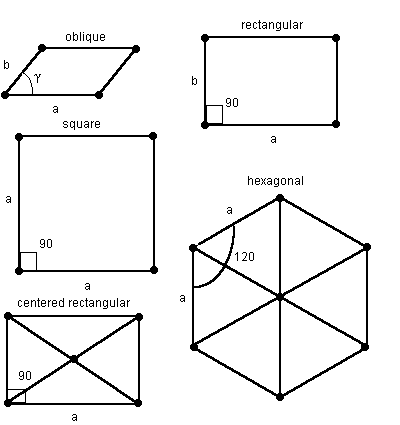 oblique
b
γ
a
rectangular
b
90
a
square
a
90
a
hexagonal
a
120
a
centered rectangular
90
a